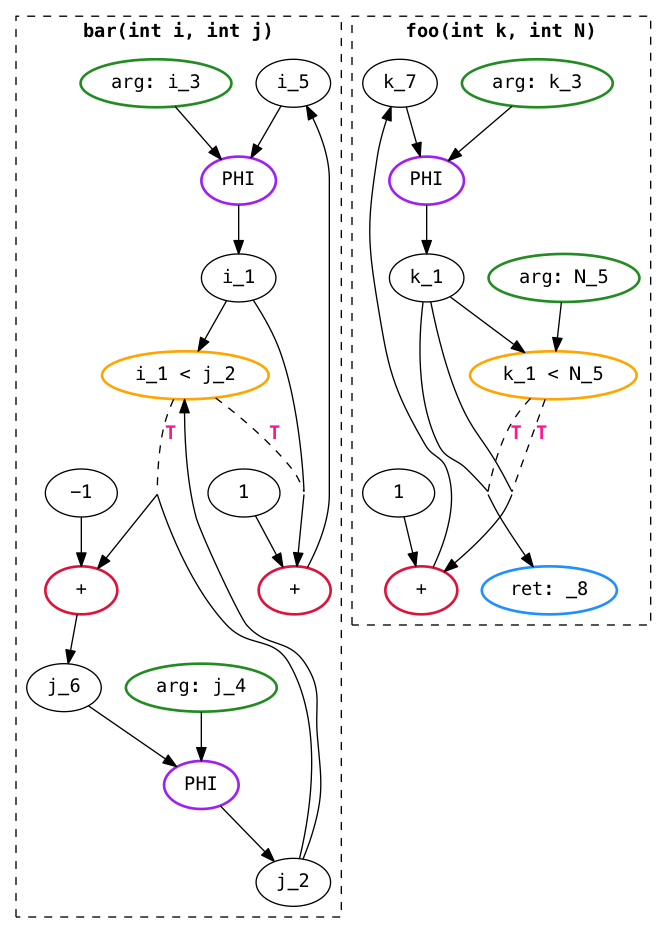 bar(int i, int j)
arg: i_3
i_5
PHI
i_1
i_1 < j_2
T
T
−1
1
+
+
j_6
arg: j_4
PHI
j_2
foo(int k, int N)
k_7
arg: k_3
PHI
k_1
arg: N_5
k_1 < N_5
T
T
1
+
ret: _8